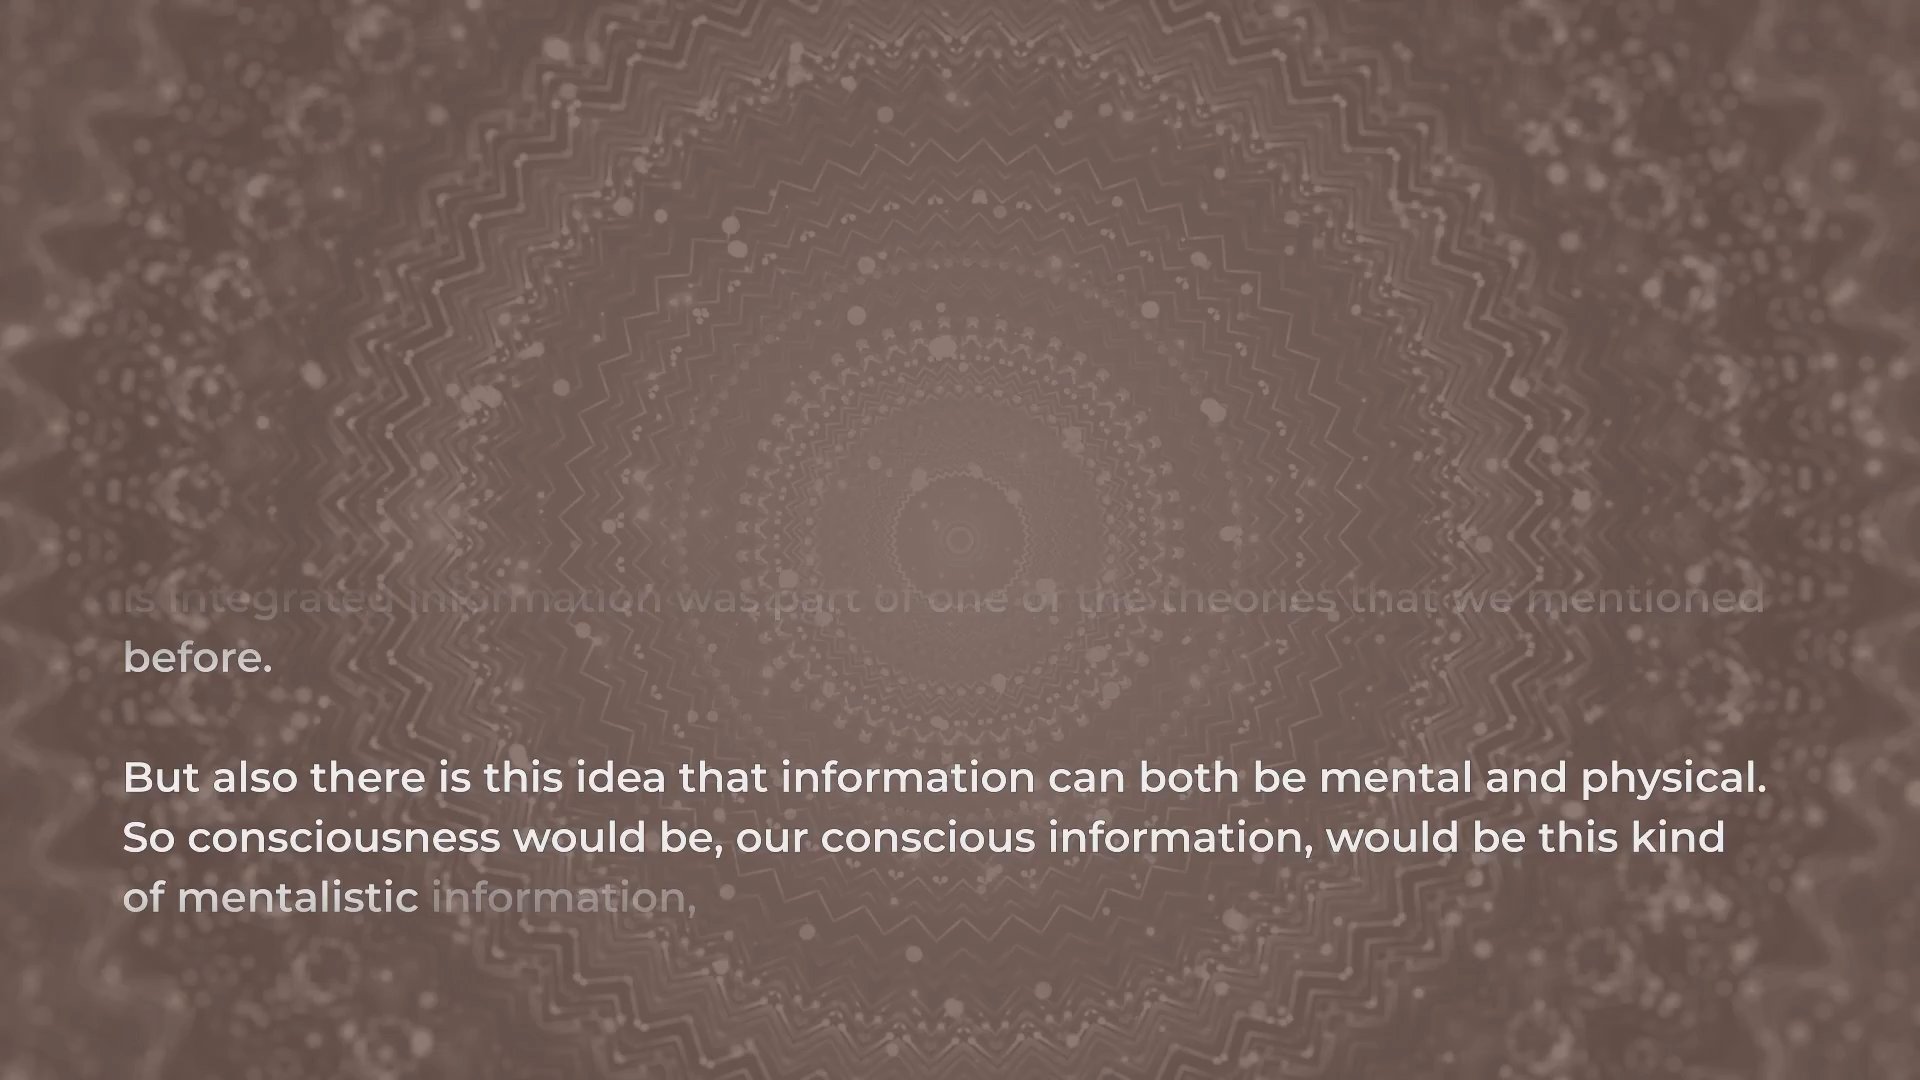 is integrated information was part of one of the theories that we mentioned
before.
But also there is this idea that information can both be mental and physical.
So consciousness would be, our conscious information, would be this kind
of mentalistic information,